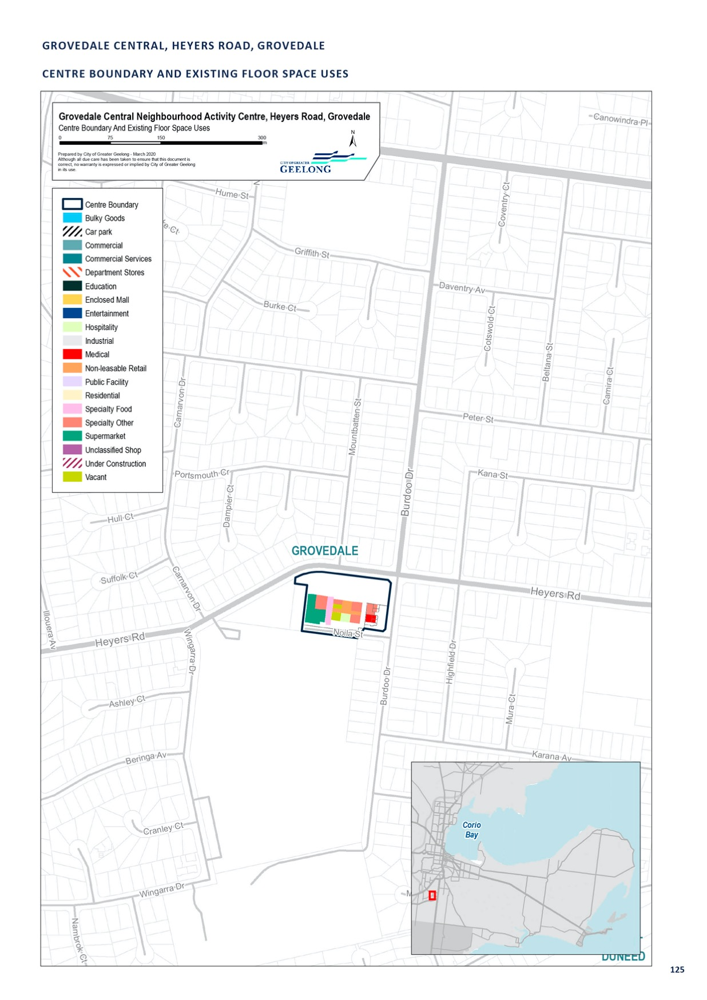 GROVEDALE CENTRAL, HEYERS ROAD, GROVEDALE
CENTRE BOUNDARY AND EXISTING FLOOR SPACE USES
Grovedale Central Neighbourhood Activity Centre, Heyers Road, Grovedale
Centre Boundary And Existing Floor Space Uses
0 75 150 300
m
N
Prepared by City of Greater Geelong - March 2020
Although all due care has been taken to ensure that this document is
correct, no warranty is expressed or implied by City of Greater Geelong
in its use.
CITY OF GREATER
GEELONG
Canowindra Pl
Centre Boundary
Bulky Goods
Car park
Commercial
Commercial Services
Department Stores
Education
Enclosed Mall
Entertainment
Hospitality
Industrial
Medical
Non-leasable Retail
Public Facility
Residential
Specialty Food
Specialty Other
Supermarket
Unclassified Shop
Under Construction
Vacant
Hume St
ke Ct
Coventry Ct
Griffith St
Daventry Av
Burke Ct
Cotswold Ct
Beltana St
Camira Ct
Carnarvon Dr
Mountbatten St
Peter St
Portsmouth Cr
Kana St
Burdoo Dr
Dampier Ct
Hull Ct
GROVEDALE
Suffolk Ct
Carnarvon Dr
Heyers Rd
Illouera Av
Heyers Rd
Wingarra Dr
Noila St
Highfield Dr
Burdoo Dr
Mura Ct
Ashley Ct
Beringa Av
Karana Av
Cranley Ct
Corio
Bay
Wingarra Dr
M
Nambrok Ct
DUNEED
125